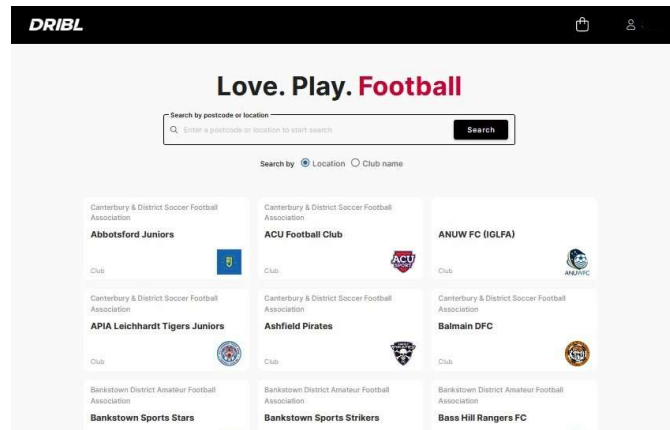 DRIBL
Love. Play. Football
Search by postcode or location
Enter a postcode or location to start search
Search
Search by Location Club name
Canterbury & District Soccer Football
Association
Abbotsford Juniors
Club
Canterbury & District Soccer Football
Association
ACU Football Club
Club
ACU
SPORT
ANUW FC (IGLFA)
Club
ANUWFC
Canterbury & District Soccer Football
Association
APIA Leichhardt Tigers Juniors
Club
Canterbury & District Soccer Football
Association
Ashfield Pirates
Club
Canterbury & District Soccer Football
Association
Balmain DFC
Club
Bankstown District Amateur Football
Association
Bankstown Sports Stars
Bankstown District Amateur Football
Association
Bankstown Sports Strikers
Bankstown District Amateur Football
Association
Bass Hill Rangers FC